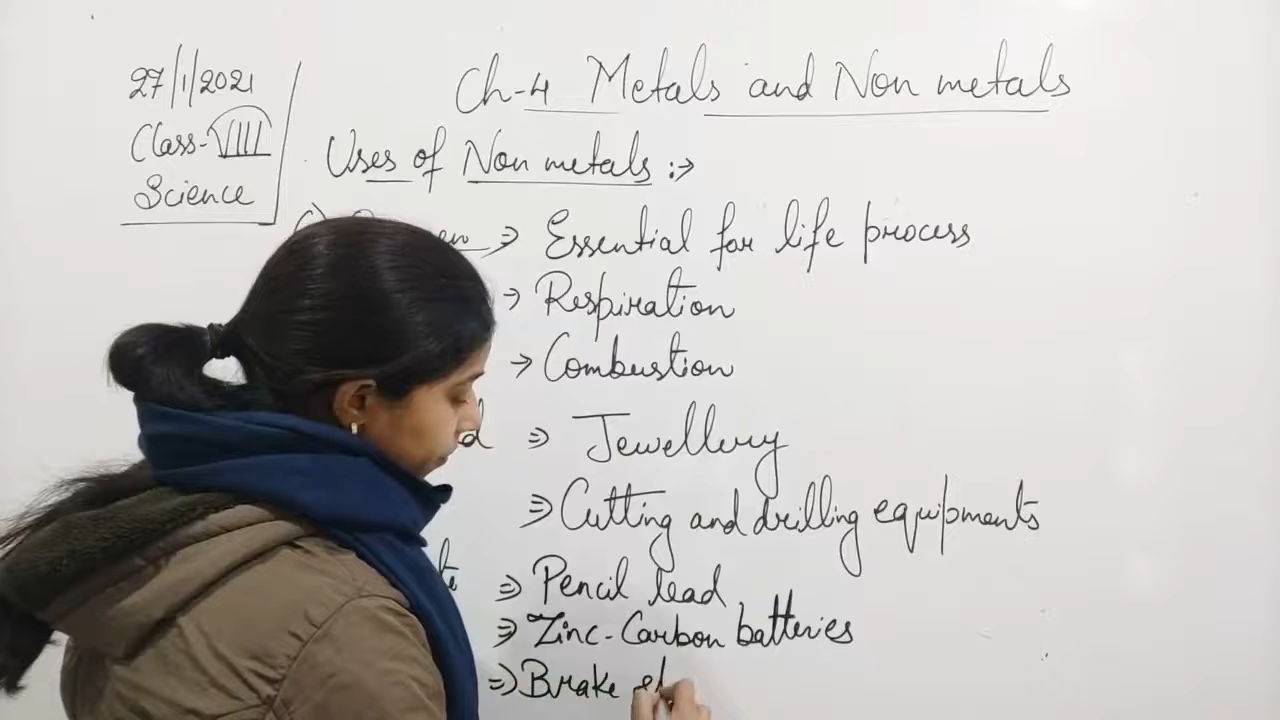 27/1/2021
Class-VIII
Science
Ch-4 Metals and Non metals
Uses of Non metals :→
⇒ Essential for life process
→ Respiration
→ Combustion
⇒ Jewellery
⇒ Cutting and drilling equipments
⇒ Pencil lead
⇒ Zinc-Carbon batteries
⇒ Brake